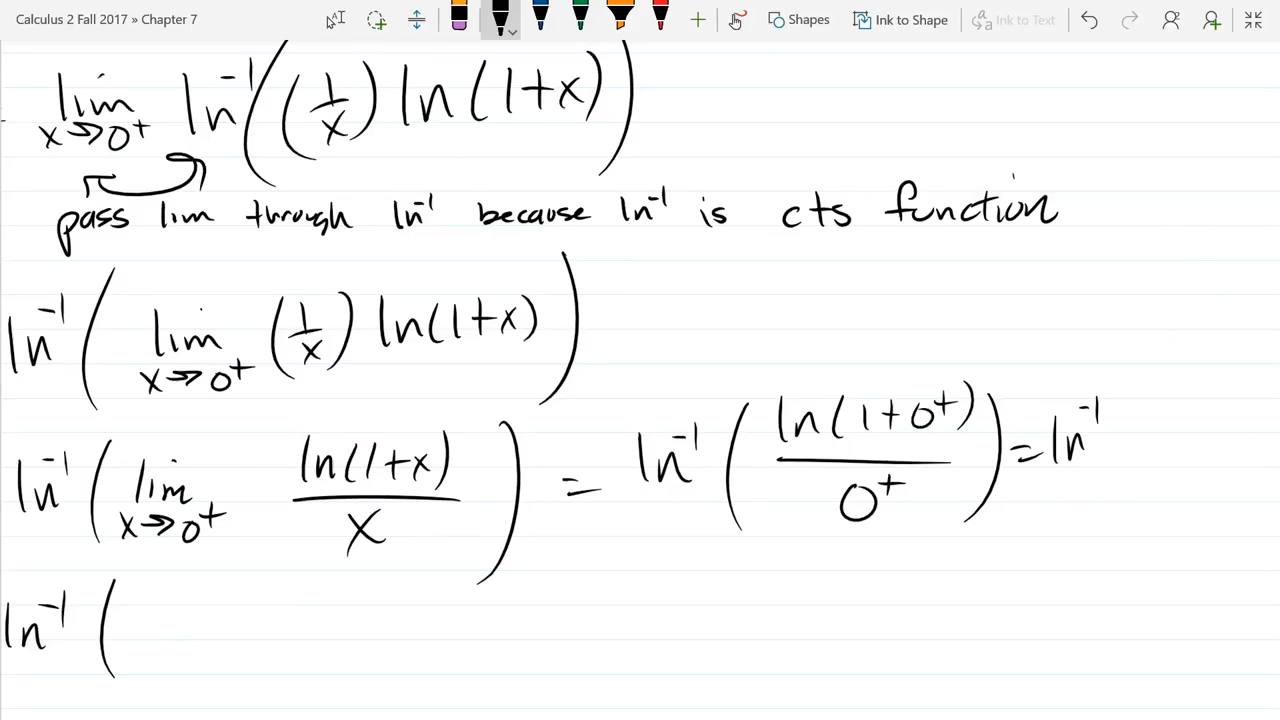 Calculus 2 Fall 2017 » Chapter 7
Shapes Ink to Shape Ink to Text
lim x→0⁺ ln⁻¹((1/x) ln(1+x))
pass lim through ln⁻¹ because ln⁻¹ is cts function
ln⁻¹(lim x→0⁺ (1/x) ln(1+x))
ln⁻¹(lim x→0⁺ ln(1+x)/x) = ln⁻¹(ln(1+0⁺)/0⁺) = ln⁻¹
ln⁻¹(